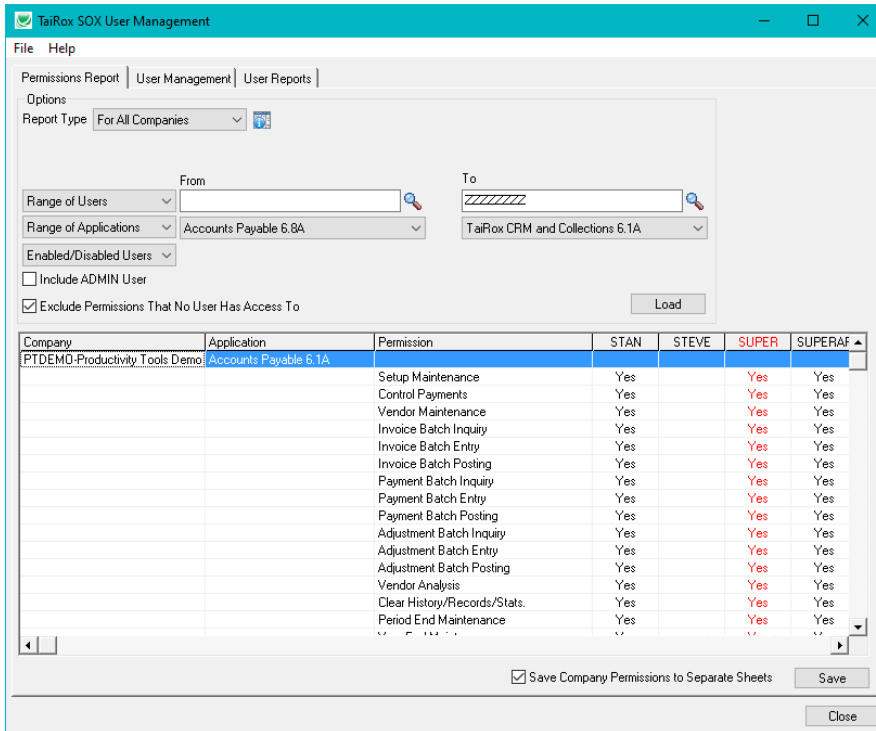 TaiRox SOX User Management
File Help
Permissions Report User Management User Reports
Options
Report Type For All Companies
From To
Range of Users ZZZZZZZZ
Range of Applications Accounts Payable 6.8A TaiRox CRM and Collections 6.1A
Enabled/Disabled Users
Include ADMIN User
Exclude Permissions That No User Has Access To Load
Company Application Permission STAN STEVE SUPER
PTDEMO-Productivity Tools Demo Accounts Payable 6.1A
Setup Maintenance Yes Yes Yes
Control Payments Yes Yes Yes
Vendor Maintenance Yes Yes Yes
Invoice Batch Inquiry Yes Yes Yes
Invoice Batch Entry Yes Yes Yes
Invoice Batch Posting Yes Yes Yes
Payment Batch Inquiry Yes Yes Yes
Payment Batch Entry Yes Yes Yes
Payment Batch Posting Yes Yes Yes
Adjustment Batch Inquiry Yes Yes Yes
Adjustment Batch Entry Yes Yes Yes
Adjustment Batch Posting Yes Yes Yes
Vendor Analysis Yes Yes Yes
Clear History/Records/Stats. Yes Yes Yes
Period End Maintenance Yes Yes Yes
Save Company Permissions to Separate Sheets Save
Close